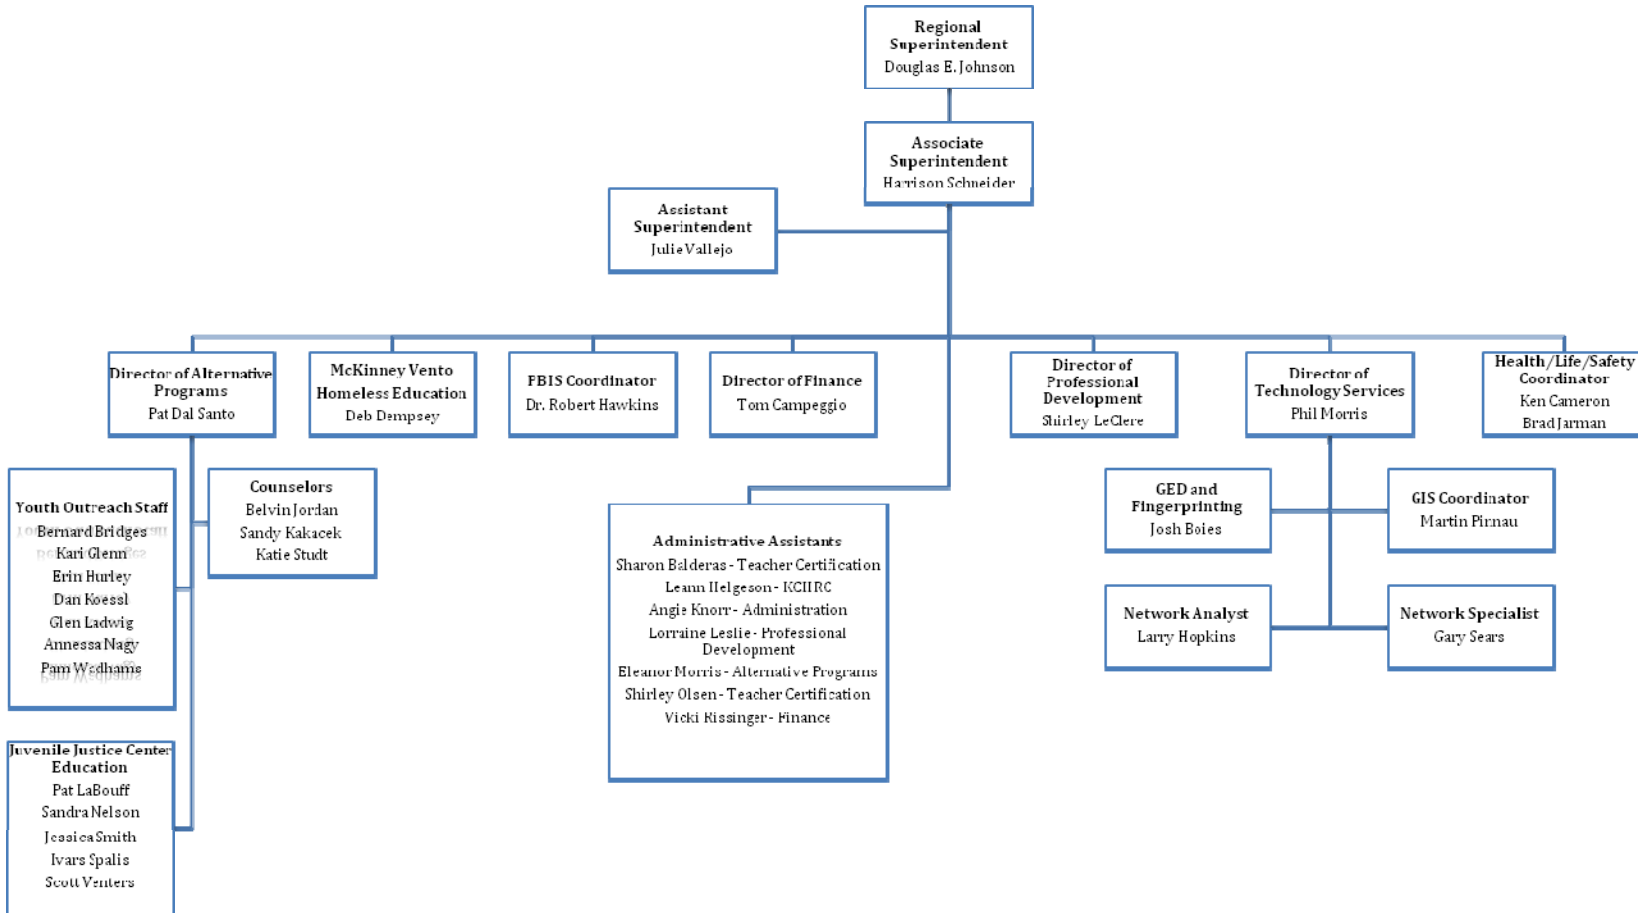 Regional
Superintendent
Douglas E. Johnson
Associate
Superintendent
Harrison Schneider
Assistant
Superintendent
Julie Vallejo
Director of Alternative
Programs
Pat Dal Santo
McKinney Vento
Homeless Education
Deb Dempsey
PBIS Coordinator
Dr. Robert Hawkins
Director of Finance
Tom Campeggio
Director of
Professional
Development
Shirley LeClere
Director of
Technology Services
Phil Morris
Health/Life/Safety
Coordinator
Ken Cameron
Brad Jarman
Youth Outreach Staff
Bernard Bridges
Kari Glenn
Erin Hurley
Dan Koessl
Glen Ladwig
Annessa Nagy
Pam Wedhams
Counselors
Belvin Jordan
Sandy Kakacek
Katie Studt
Juvenile Justice Center
Education
Pat LaBouff
Sandra Nelson
Jessica Smith
Ivars Spalis
Scott Venters
Administrative Assistants
Sharon Balderas - Teacher Certification
Leann Helgeson - KCHRC
Angie Knorr - Administration
Lorraine Leslie - Professional
Development
Eleanor Morris - Alternative Programs
Shirley Olsen - Teacher Certification
Vicki Rissinger - Finance
GED and
Fingerprinting
Josh Boies
GIS Coordinator
Martin Pinnau
Network Analyst
Larry Hopkins
Network Specialist
Gary Sears